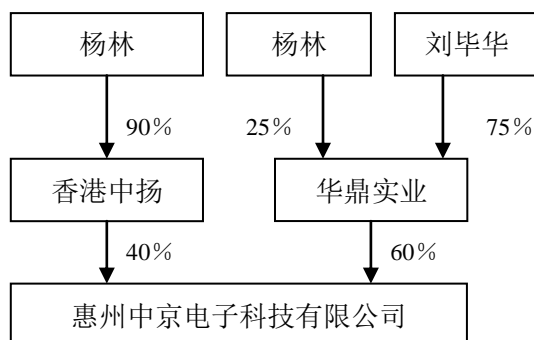 杨林
杨林
刘毕华
90%
25%
75%
香港中扬
华鼎实业
40%
60%
惠州中京电子科技有限公司